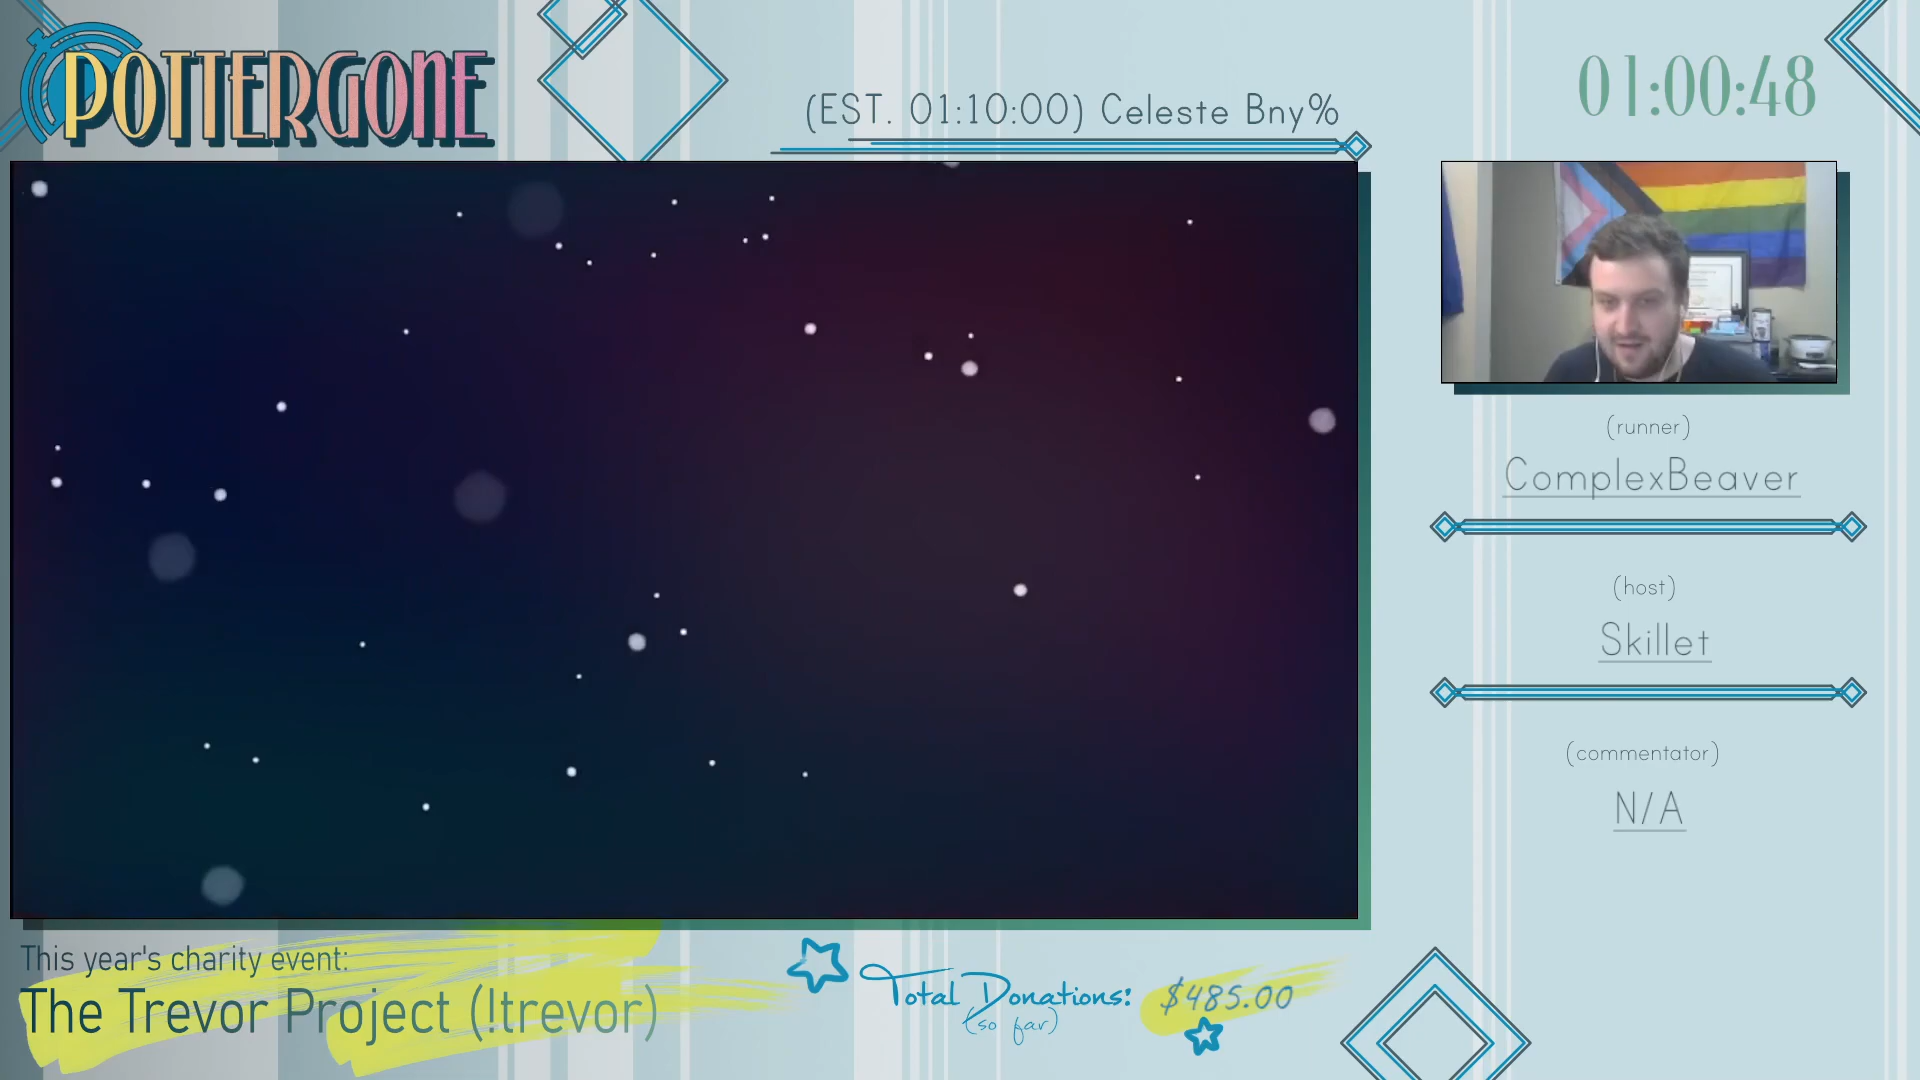 POTTERGONE
(EST. 01:10:00) Celeste Bny%
01:00:48
(runner)
ComplexBeaver
(host)
Skillet
(commentator)
N/A
This year's charity event:
The Trevor Project (!trevor)
Total Donations:
(so far)
$485.00